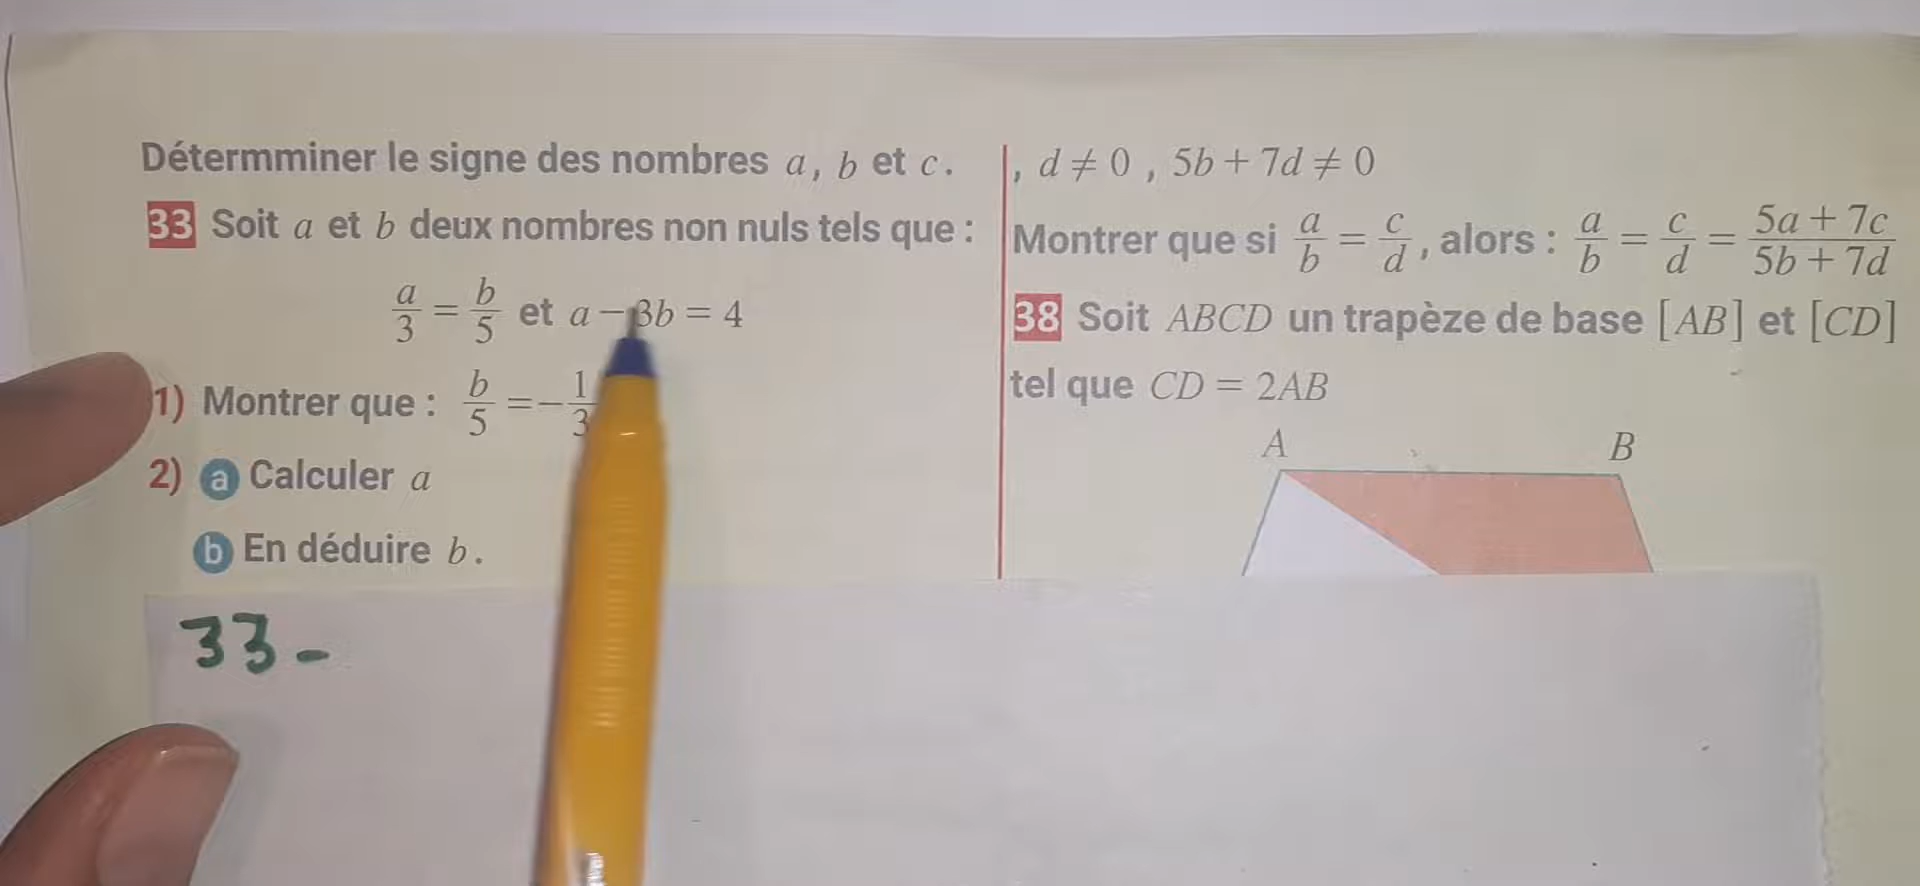 Détermminer le signe des nombres a, b et c.
33 Soit a et b deux nombres non nuls tels que :
a/3 = b/5 et a − 3b = 4
1) Montrer que : b/5 = − 1/3
2) a Calculer a
b En déduire b.
33 -
, d ≠ 0 , 5b + 7d ≠ 0
Montrer que si a/b = c/d , alors : a/b = c/d = (5a + 7c)/(5b + 7d)
38 Soit ABCD un trapèze de base [AB] et [CD]
tel que CD = 2AB
A B